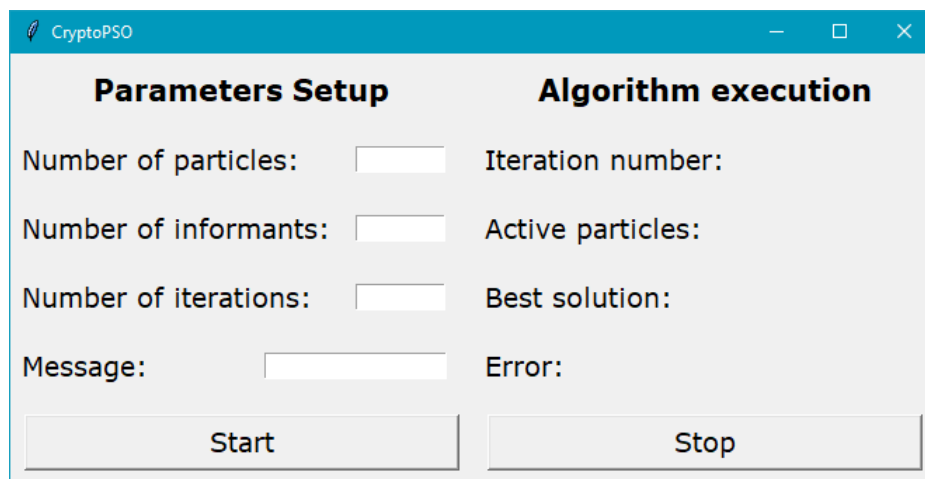 CryptoPSO
Parameters Setup
Number of particles:
Number of informants:
Number of iterations:
Message:
Start
Algorithm execution
Iteration number:
Active particles:
Best solution:
Error:
Stop